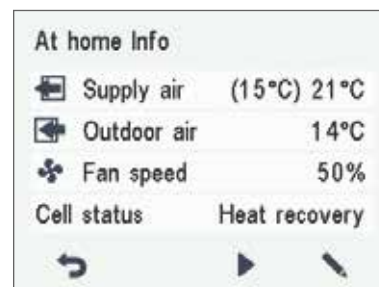 At home Info
Supply air (15°C) 21°C
Outdoor air 14°C
Fan speed 50%
Cell status Heat recovery